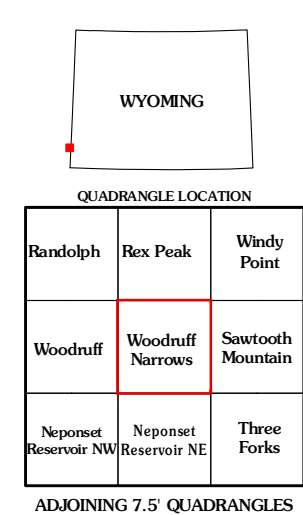 WYOMING
QUADRANGLE LOCATION
Randolph Rex Peak Windy
Point
Woodruff Woodruff
Narrows Sawtooth
Mountain
Neponset
Reservoir NW Neponset
Reservoir NE Three
Forks
ADJOINING 7.5' QUADRANGLES